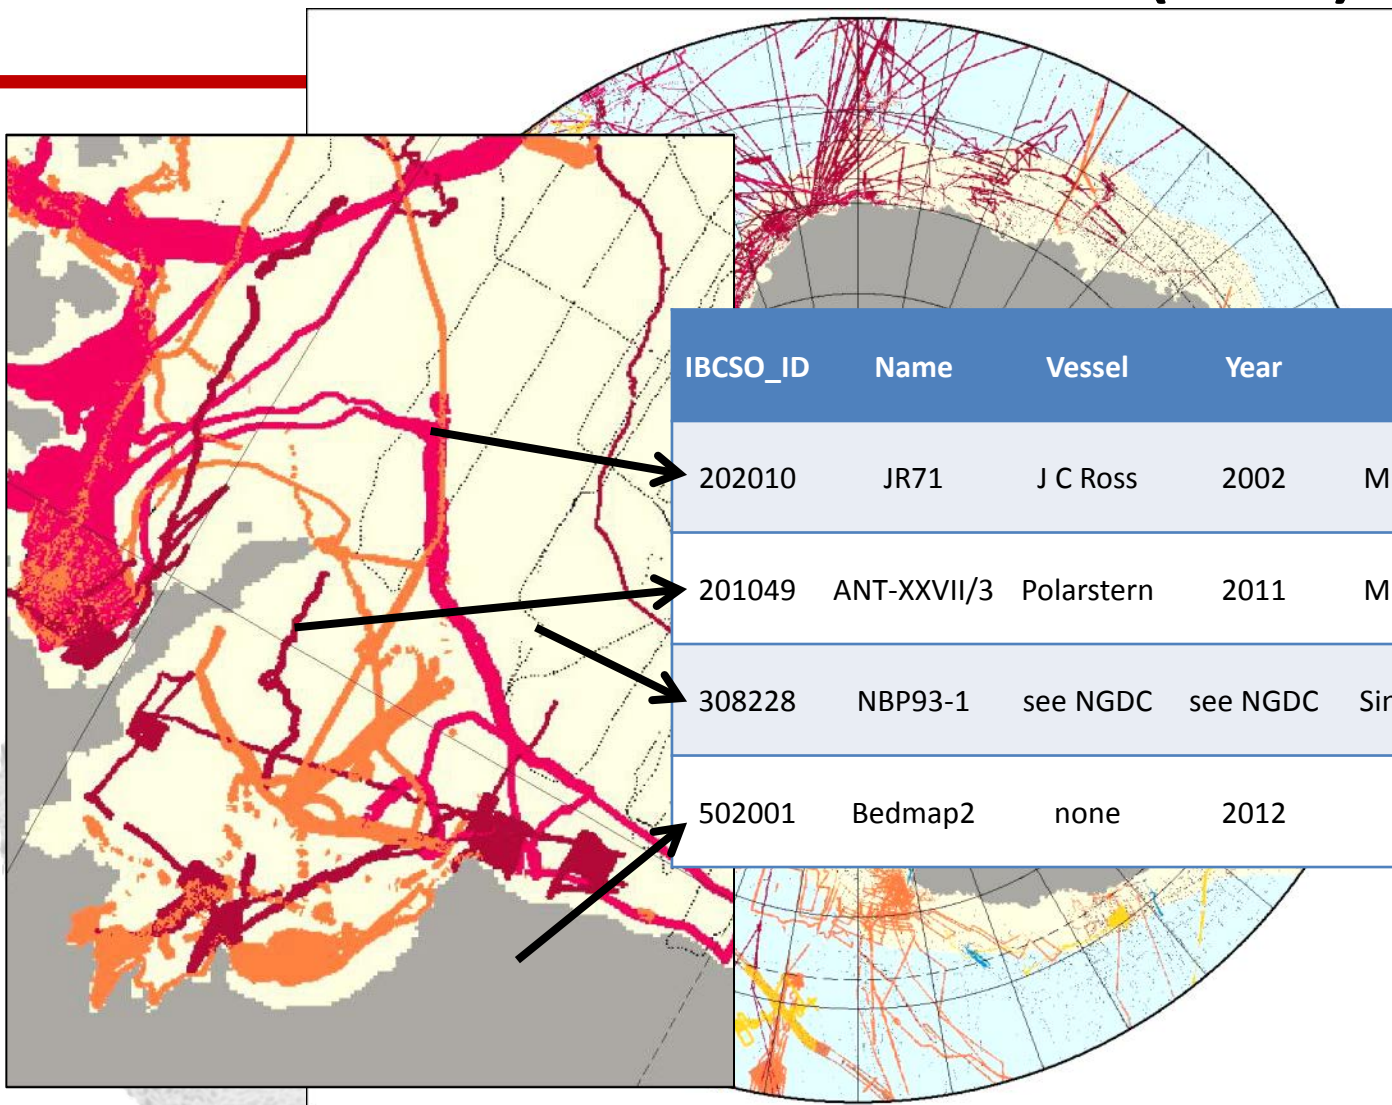 IBCSO_ID Name Vessel Year
202010 JR71 J C Ross 2002 M
201049 ANT-XXVII/3 Polarstern 2011 M
308228 NBP93-1 see NGDC see NGDC Sin
502001 Bedmap2 none 2012